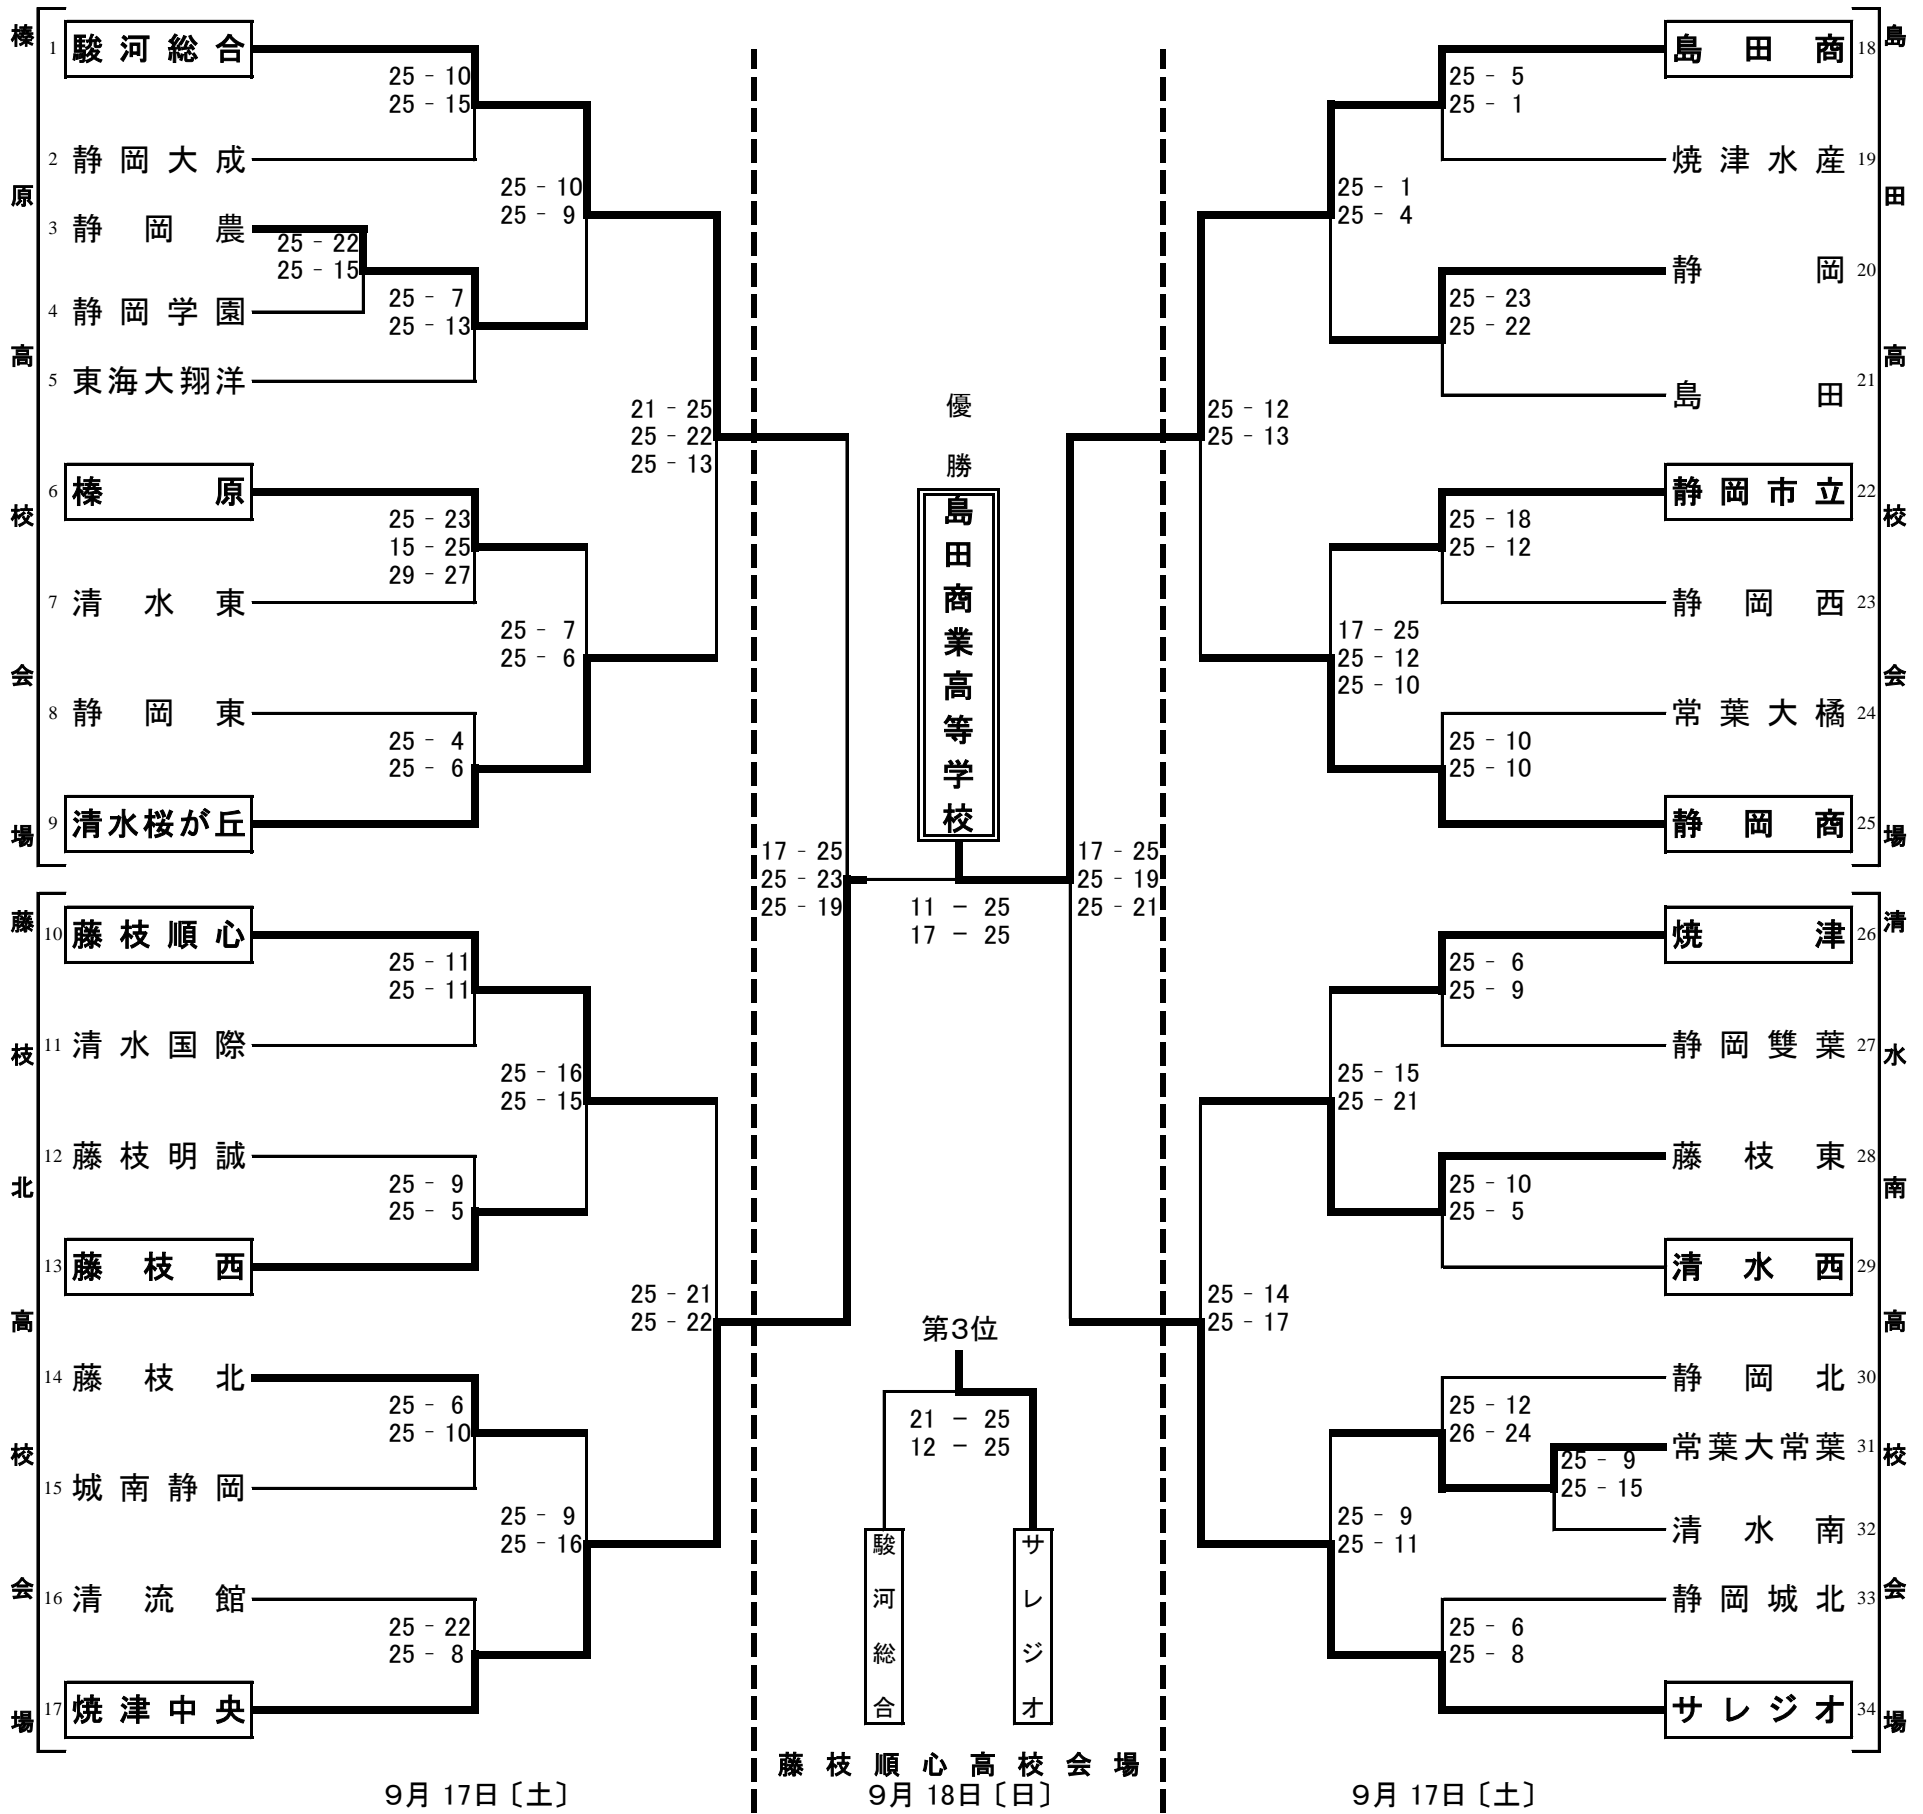 榛原高校会場
1 駿河総合
25 - 10
25 - 15
2 静岡大成
25 - 10
25 - 9
3 静岡農
25 - 22
25 - 15
4 静岡学園
25 - 7
25 - 13
5 東海大翔洋
21 - 25
25 - 22
25 - 13
6 榛原
25 - 23
15 - 25
29 - 27
7 清水東
25 - 7
25 - 6
8 静岡東
25 - 4
25 - 6
9 清水桜が丘
藤枝北高校会場
10 藤枝順心
25 - 11
25 - 11
11 清水国際
25 - 16
25 - 15
12 藤枝明誠
25 - 9
25 - 5
13 藤枝西
25 - 21
25 - 22
14 藤枝北
25 - 6
25 - 10
15 城南静岡
25 - 9
25 - 16
16 清流館
25 - 22
25 - 8
17 焼津中央
9月 17日〔土〕
優勝
島田商業高等学校
17 - 25
25 - 23
25 - 19
11 - 25
17 - 25
17 - 25
25 - 19
25 - 21
第3位
21 - 25
12 - 25
駿河総合
サレジオ
藤枝順心高校会場
9月 18日〔日〕
島田高校会場
島田商 18
25 - 5
25 - 1
焼津水産 19
25 - 1
25 - 4
静岡 20
25 - 23
25 - 22
島田 21
25 - 12
25 - 13
静岡市立 22
25 - 18
25 - 12
静岡西 23
17 - 25
25 - 12
25 - 10
常葉大橘 24
25 - 10
25 - 10
静岡商 25
清水南高校会場
焼津 26
25 - 6
25 - 9
静岡雙葉 27
25 - 15
25 - 21
藤枝東 28
25 - 10
25 - 5
清水西 29
25 - 14
25 - 17
静岡北 30
25 - 12
26 - 24
常葉大常葉 31
25 - 9
25 - 15
清水南 32
25 - 9
25 - 11
静岡城北 33
25 - 6
25 - 8
サレジオ 34
9月 17日〔土〕